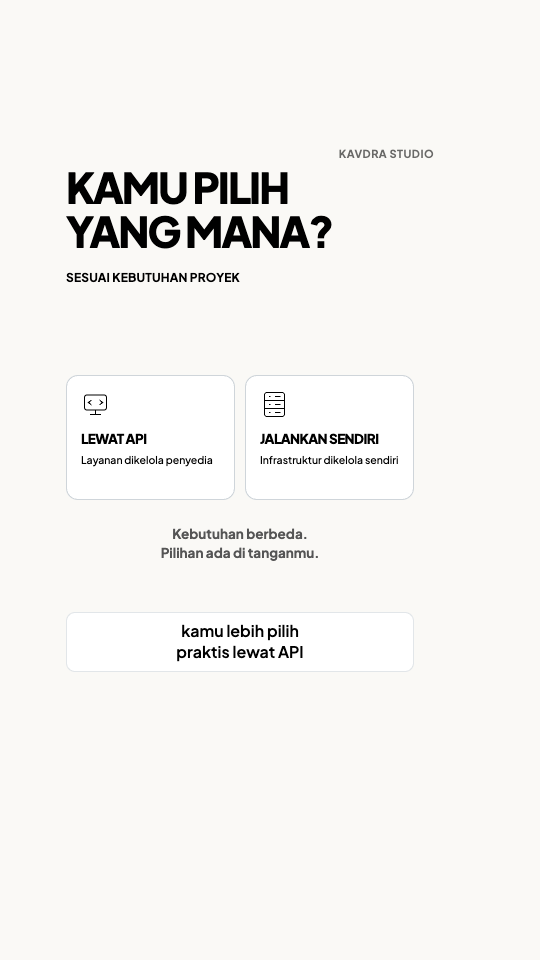 KAVDRA STUDIO
KAMU PILIH
YANG MANA?
SESUAI KEBUTUHAN PROYEK
LEWAT API
Layanan dikelola penyedia
JALANKAN SENDIRI
Infrastruktur dikelola sendiri
Kebutuhan berbeda.
Pilihan ada di tanganmu.
kamu lebih pilih
praktis lewat API